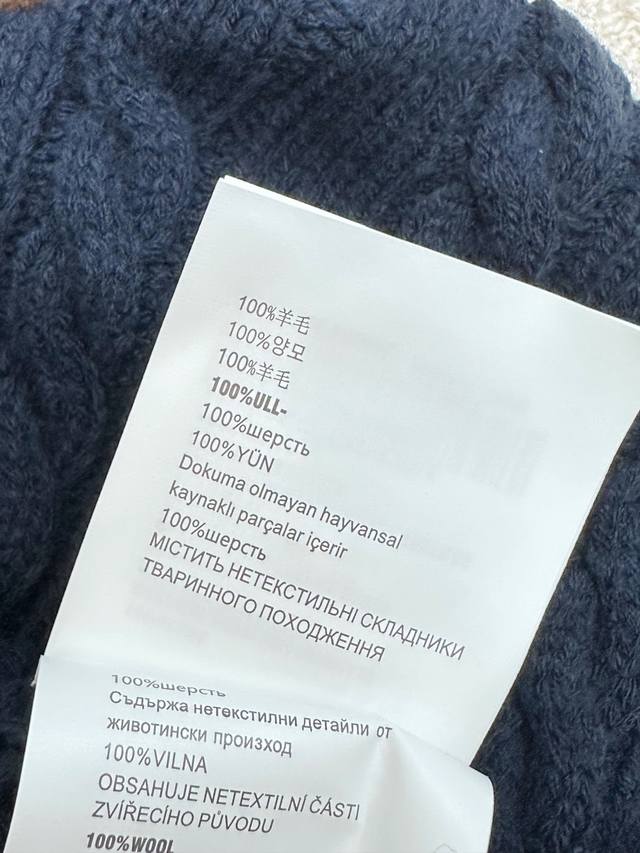 100%羊毛
100%양모
100%羊毛
100%ULL-
100%шерсть
100%YÜN
Dokuma olmayan hayvansal
kaynaklı parçalar içerir
100%шерсть
МІСТИТЬ НЕТЕКСТИЛЬНІ СКЛАДНИКИ
ТВАРИННОГО ПОХОДЖЕННЯ
100%шерсть
Съдържа нетекстилни детайли от
животински произход
100%VILNA
OBSAHUJE NETEXTILNÍ ČÁSTI
ZVÍŘECÍHO PŮVODU
100%WOOL